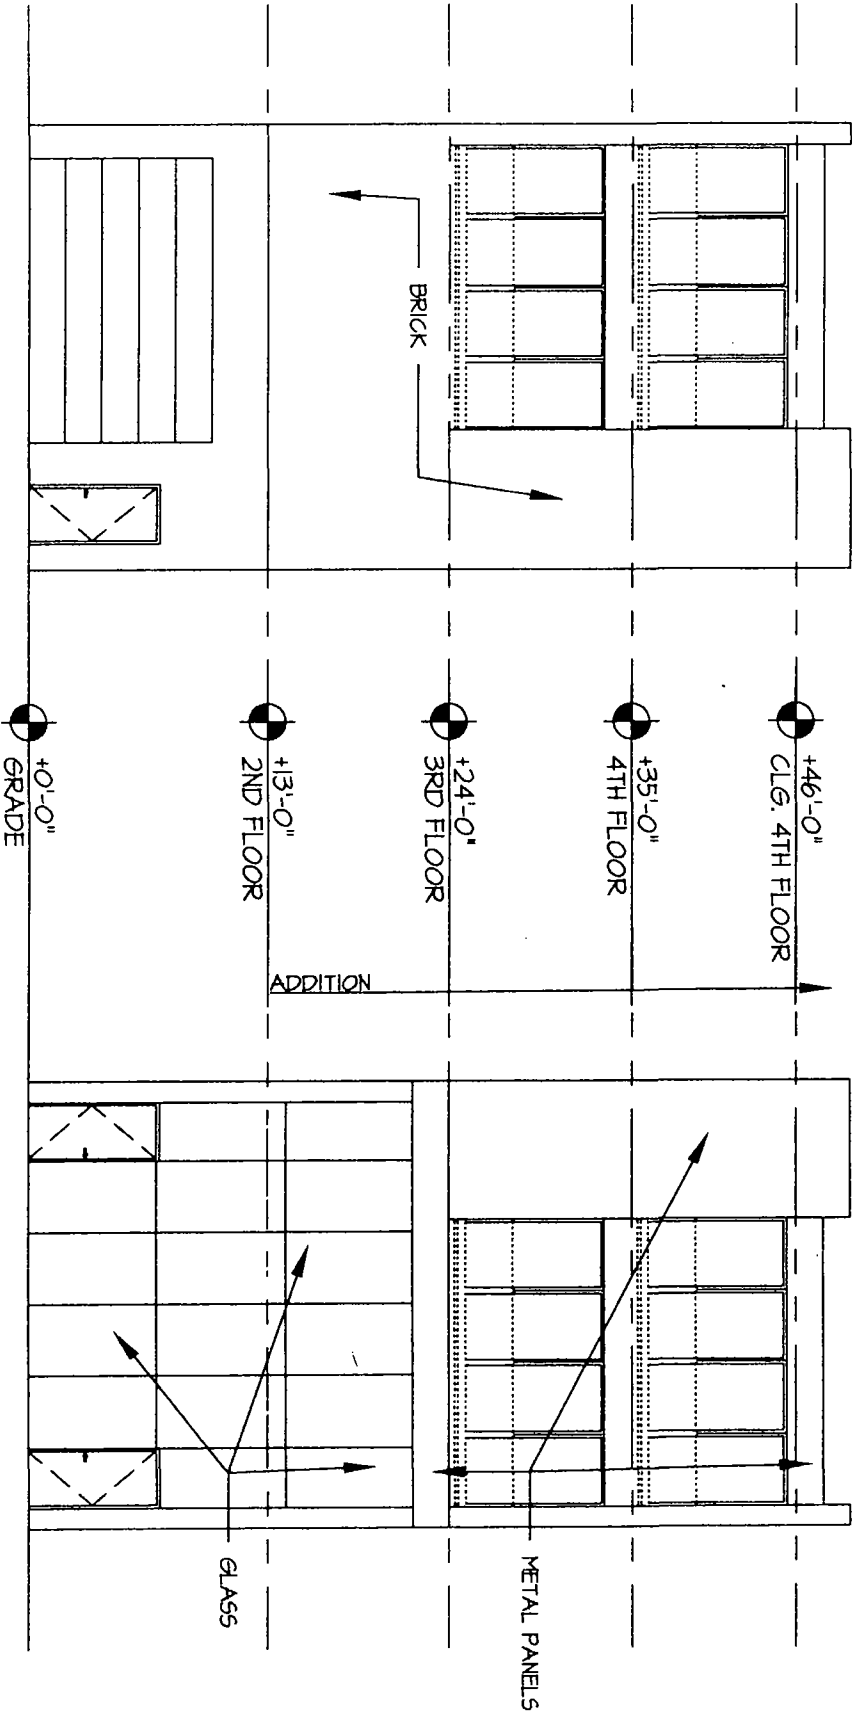 +46'-0"
CLG. 4TH FLOOR
+35'-0"
4TH FLOOR
+24'-0"
3RD FLOOR
+13'-0"
2ND FLOOR
+0'-0"
GRADE
BRICK
ADDITION
METAL PANELS
GLASS